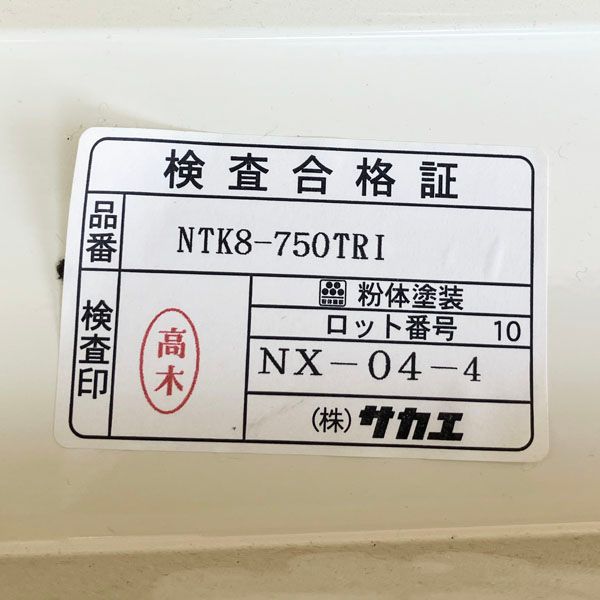 検査合格証
品番
NTK8-750TRI
検査印
高木
粉体塗装
ロット番号 10
NX-04-4
(株)サカエ